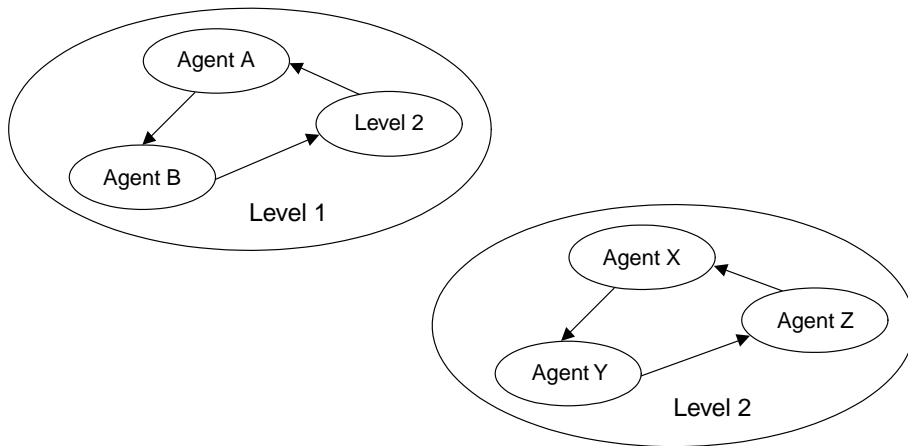 Agent A
Level 2
Agent B
Level 1
Agent X
Agent Z
Agent Y
Level 2